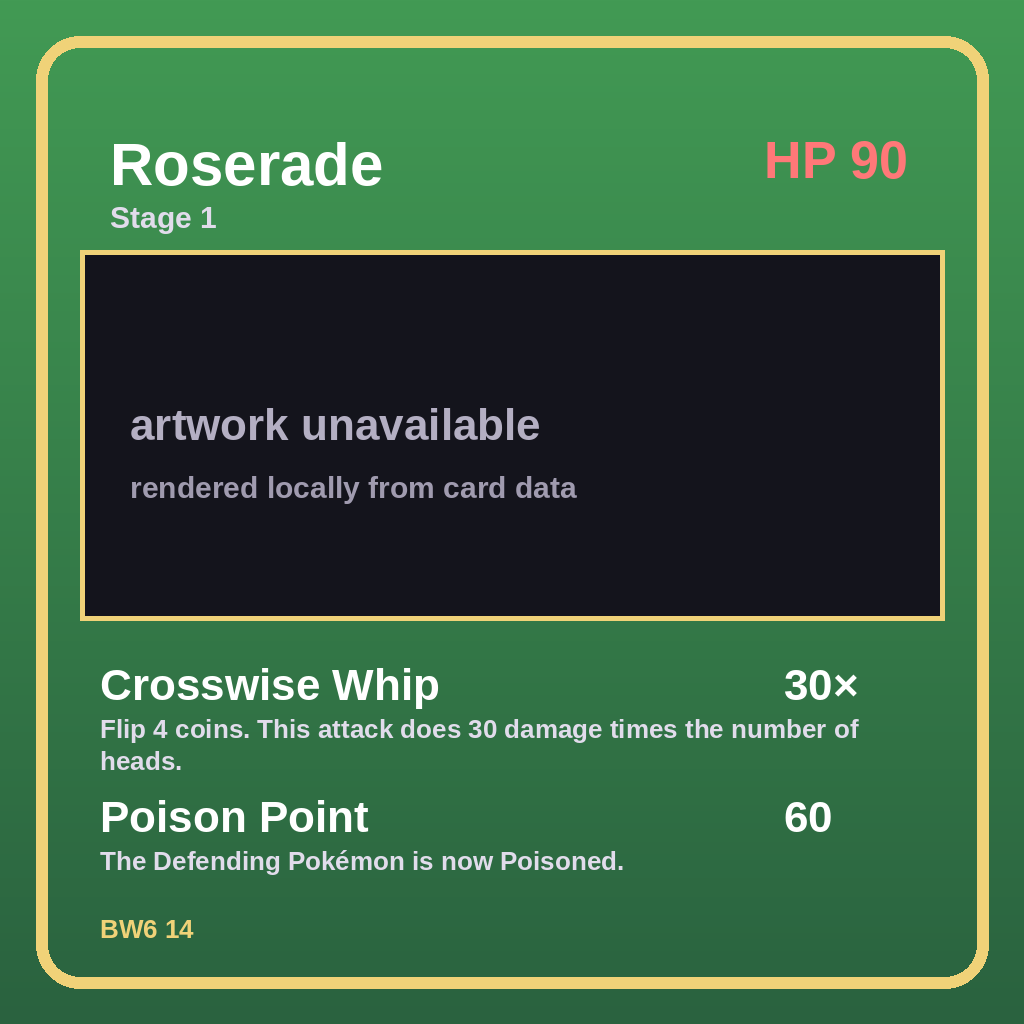 Roserade
HP 90
Stage 1
artwork unavailable
rendered locally from card data
Crosswise Whip
30×
Flip 4 coins. This attack does 30 damage times the number of
heads.
Poison Point
60
The Defending Pokémon is now Poisoned.
BW6 14